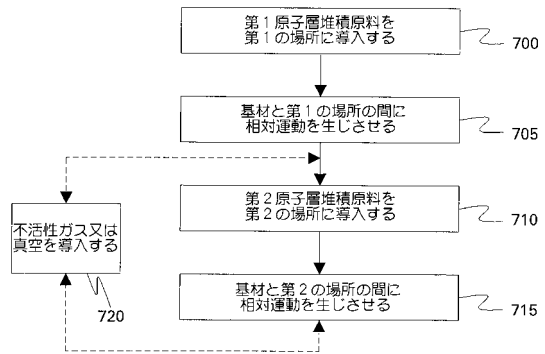 第1原子層堆積原料を
第1の場所に導入する
700
基材と第1の場所の間に
相対運動を生じさせる
705
第2原子層堆積原料を
第2の場所に導入する
710
不活性ガス又は
真空を導入する
720
基材と第2の場所の間に
相対運動を生じさせる
715